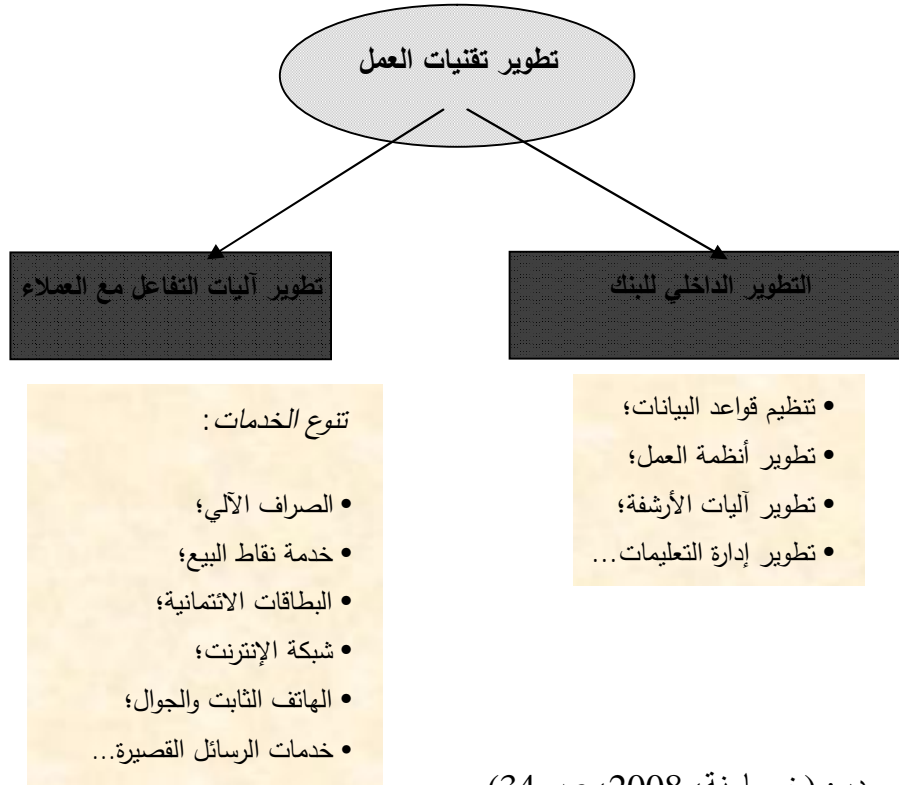 تطوير تقنيات العمل
التطوير الداخلي للبنك
تطوير آليات التفاعل مع العملاء
• تنظيم قواعد البيانات؛
• تطوير أنظمة العمل؛
• تطوير آليات الأرشفة؛
• تطوير إدارة التعليمات...
تنوع الخدمات:
• الصراف الآلي؛
• خدمة نقاط البيع؛
• البطاقات الائتمانية؛
• شبكة الإنترنت؛
• الهاتف الثابت والجوال؛
• خدمات الرسائل القصيرة...
2008، ص 34)